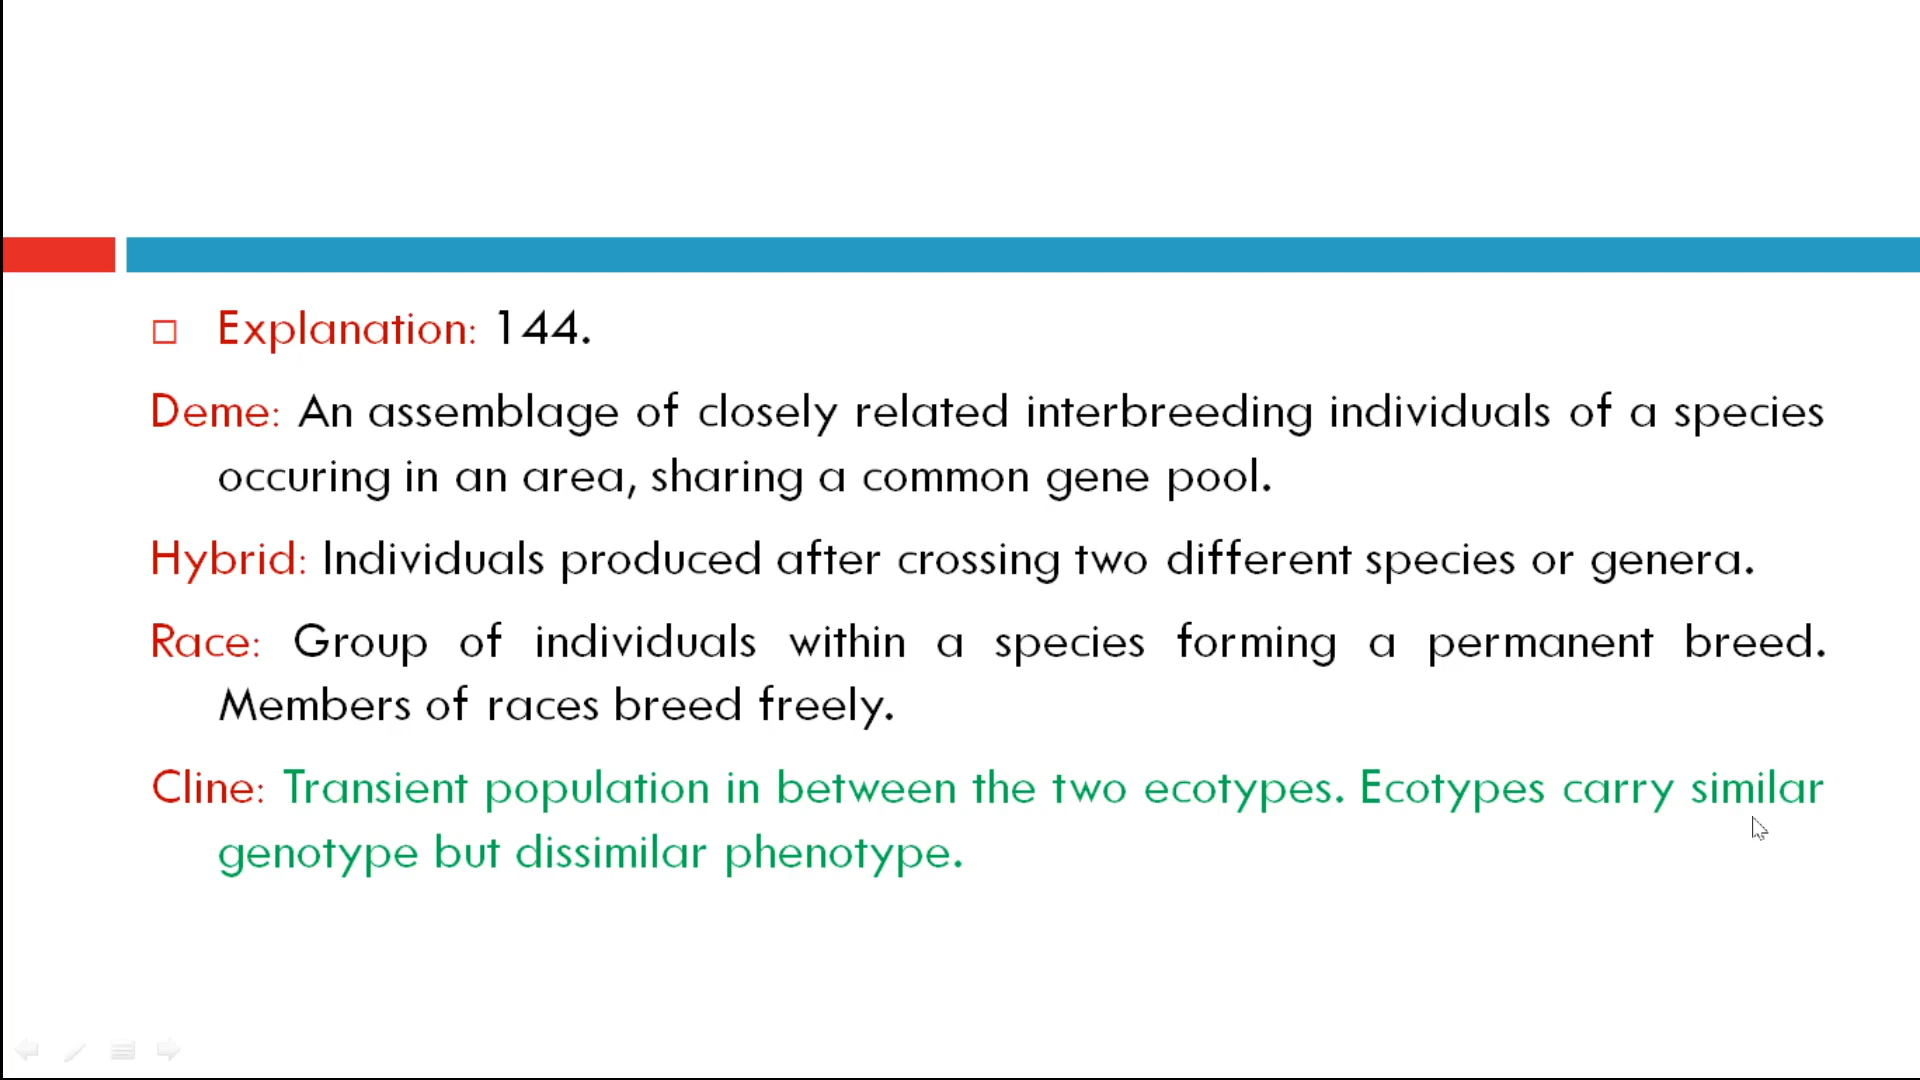 Explanation: 144.
Deme: An assemblage of closely related interbreeding individuals of a species
occuring in an area, sharing a common gene pool.
Hybrid: Individuals produced after crossing two different species or genera.
Race: Group of individuals within a species forming a permanent breed.
Members of races breed freely.
Cline: Transient population in between the two ecotypes. Ecotypes carry similar
genotype but dissimilar phenotype.